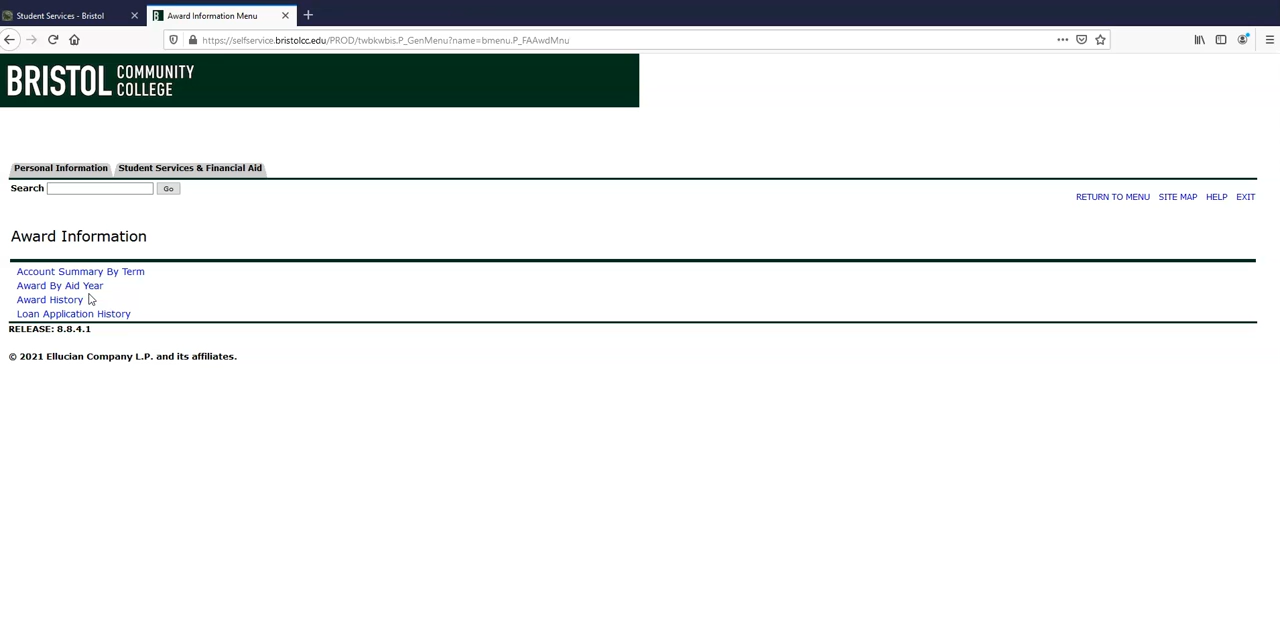 Student Services - Bristol
Award Information Menu
https://selfservice.bristolcc.edu/PROD/twbkwbis.P_GenMenu?name=bmenu.P_FAAwdMnu
BRISTOL COMMUNITY COLLEGE
Personal Information Student Services & Financial Aid
Search Go
RETURN TO MENU SITE MAP HELP EXIT
Award Information
Account Summary By Term
Award By Aid Year
Award History
Loan Application History
RELEASE: 8.8.4.1
© 2021 Ellucian Company L.P. and its affiliates.